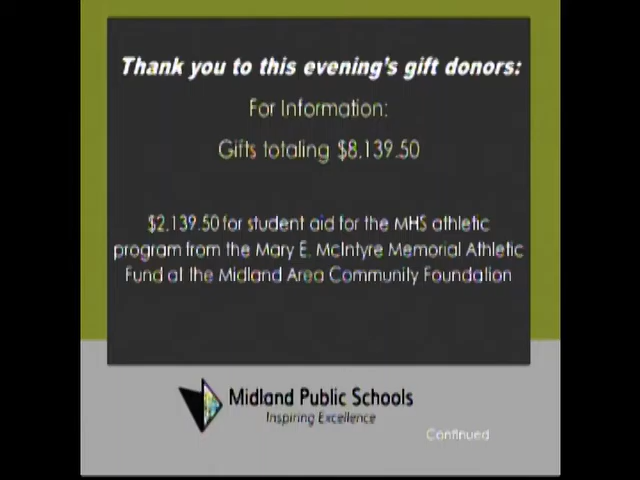 Thank you to this evening's gift donors:
For Information:
Gifts totaling $8,139.50
$2,139.50 for student aid for the MHS athletic
program from the Mary E. McIntyre Memorial Athletic
Fund at the Midland Area Community Foundation
Midland Public Schools
Inspiring Excellence
Continued